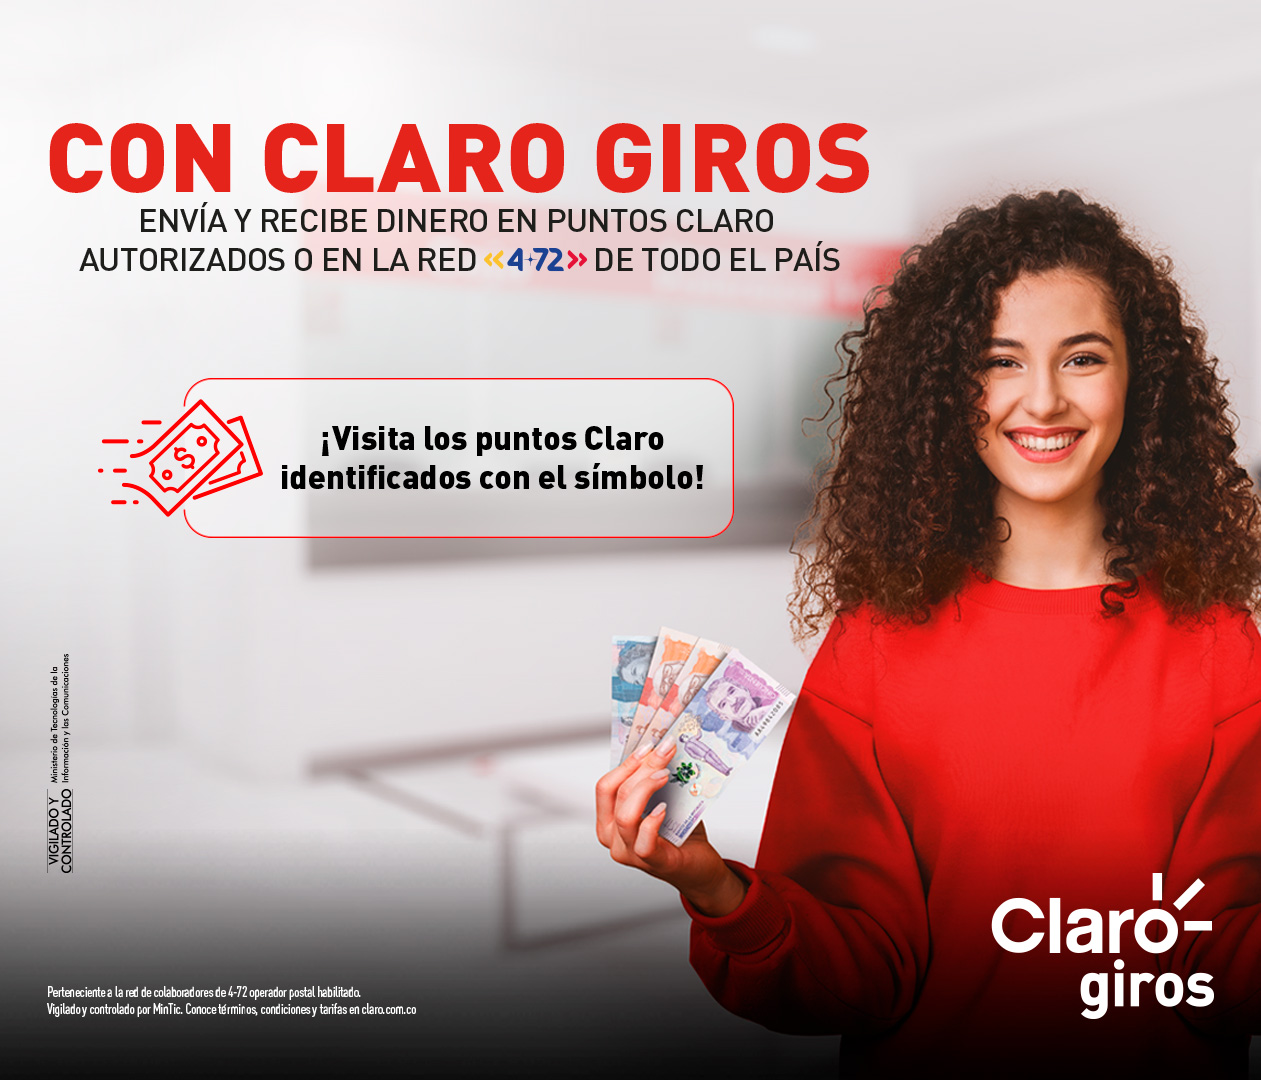 CON CLARO GIROS
ENVÍA Y RECIBE DINERO EN PUNTOS CLARO
AUTORIZADOS O EN LA RED «4+72» DE TODO EL PAÍS
¡Visita los puntos Claro
identificados con el símbolo!
$
VIGILADO Y
CONTROLADO
Ministerio de Tecnologías de la
Información y las Comunicaciones
Claro
giros
Perteneciente a la red de colaboradores de 4-72 operador postal habilitado.
Vigilado y controlado por MinTic. Conoce términos, condiciones y tarifas en claro.com.co